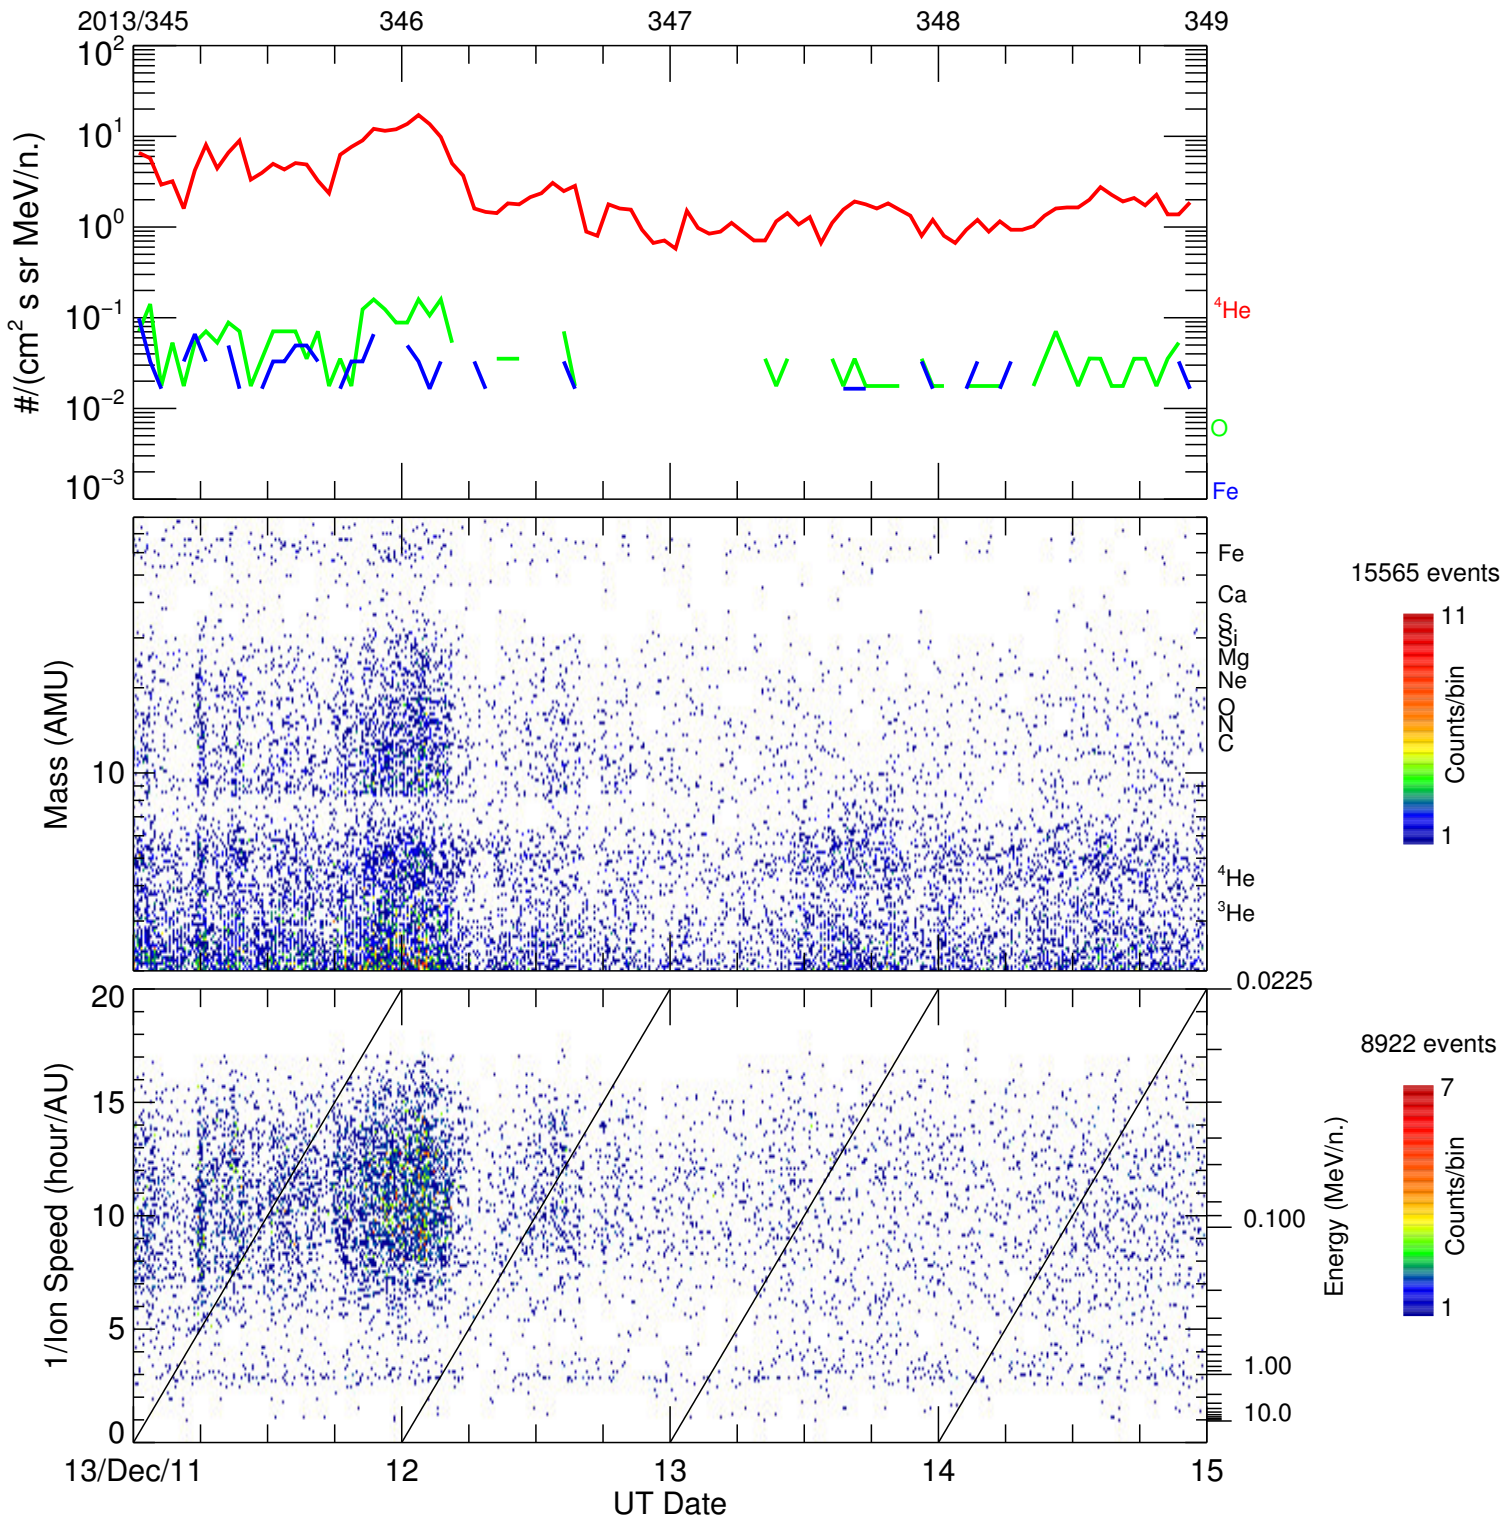 2013/345 346 347 348 349
10² 10¹ 10⁰ 10⁻¹ 10⁻² 10⁻³
#/(cm² s sr MeV/n.)
⁴He
O
Fe
Mass (AMU)
10
Fe
Ca
S
Si
Mg
Ne
O
N
C
⁴He
³He
15565 events
11
Counts/bin
1
1/Ion Speed (hour/AU)
20
15
10
5
0
0.0225
0.100
1.00
10.0
Energy (MeV/n.)
8922 events
7
Counts/bin
1
13/Dec/11 12 13 14 15
UT Date